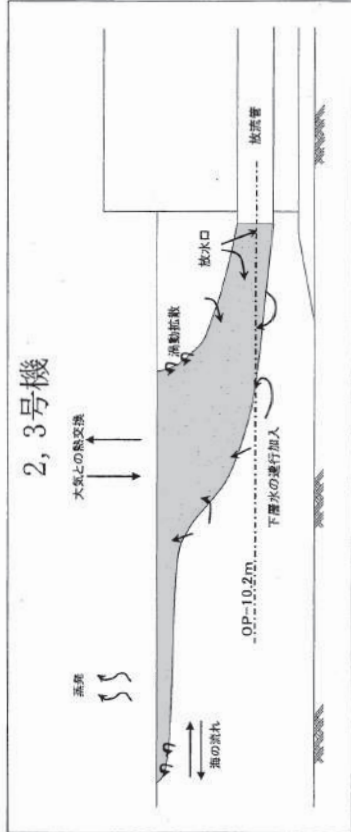 2, 3号機
大気との熱交換
蒸発
渦動拡散
放水口
放流管
下層水の連行加入
OP-10.2m
海の流れ